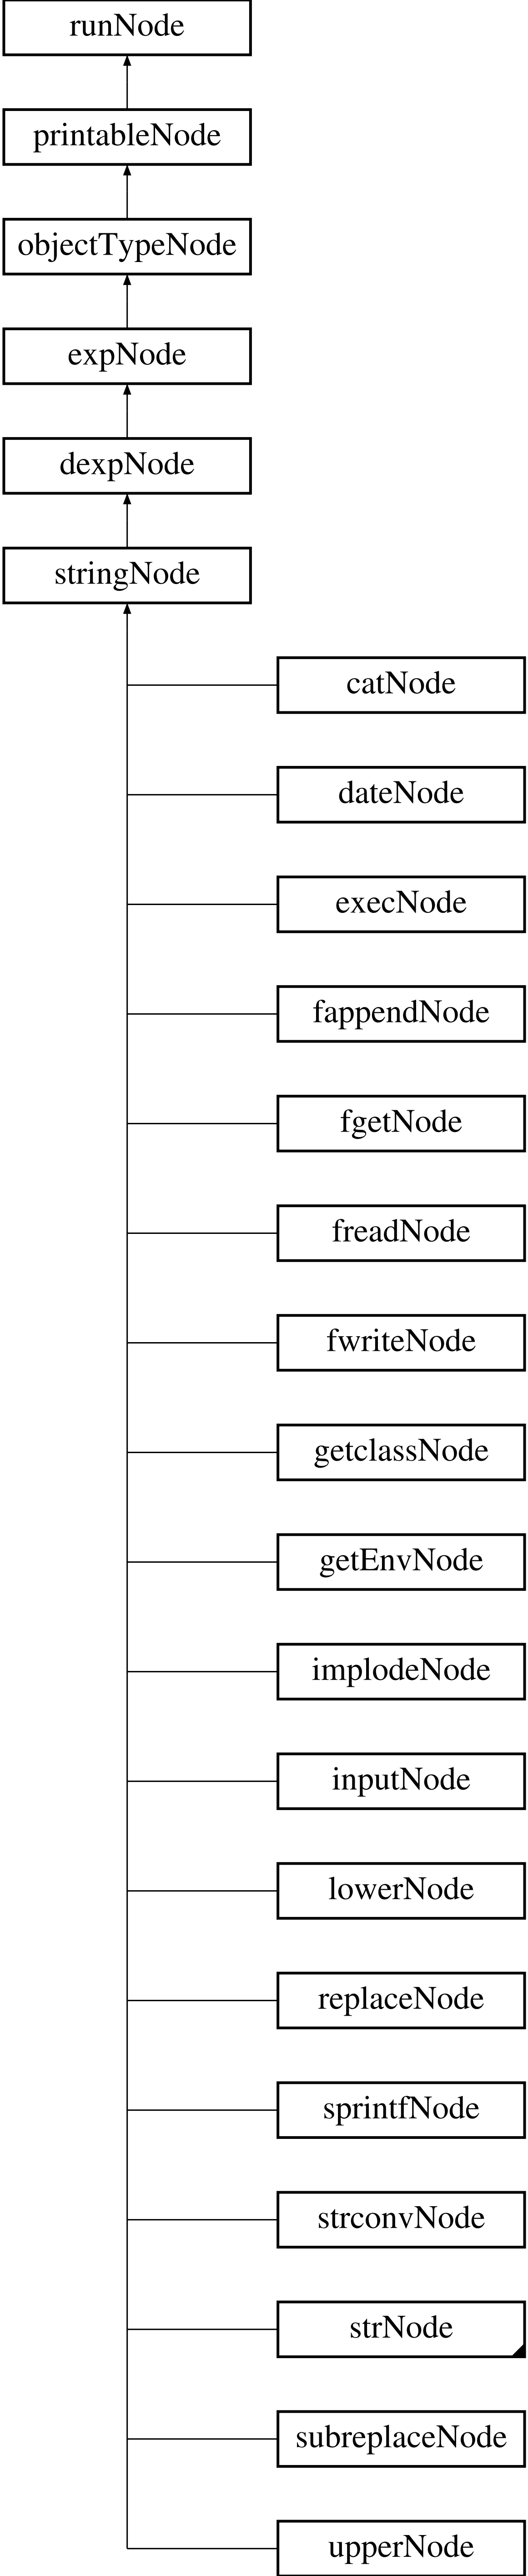 runNode
printableNode
objectTypeNode
expNode
dexpNode
stringNode
catNode
dateNode
execNode
fappendNode
fgetNode
freadNode
fwriteNode
getclassNode
getEnvNode
implodeNode
inputNode
lowerNode
replaceNode
sprintfNode
strconvNode
strNode
subreplaceNode
upperNode